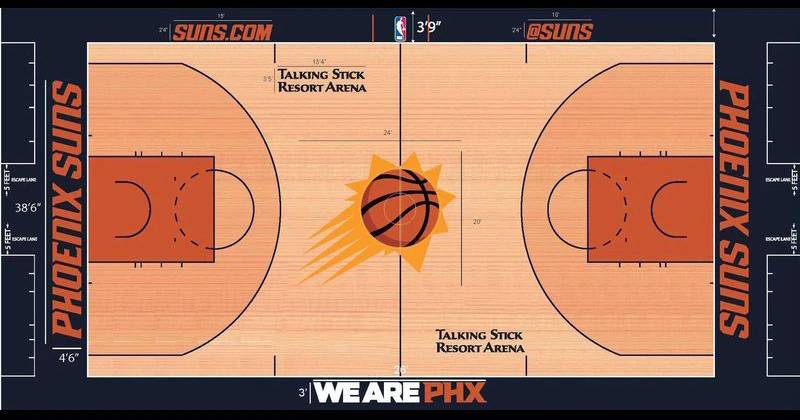 15'
2'4"
SUNS.COM
NBA
3'9"
10'
2'4"
@SUNS
13'4"
3'5"
TALKING STICK
RESORT ARENA
PHOENIX SUNS
PHOENIX SUNS
24'
20'
5 FEET
ESCAPE LANE
38'6"
ESCAPE LANE
5 FEET
5 FEET
ESCAPE LANE
ESCAPE LANE
5 FEET
4'6"
TALKING STICK
RESORT ARENA
3'
WE ARE PHX